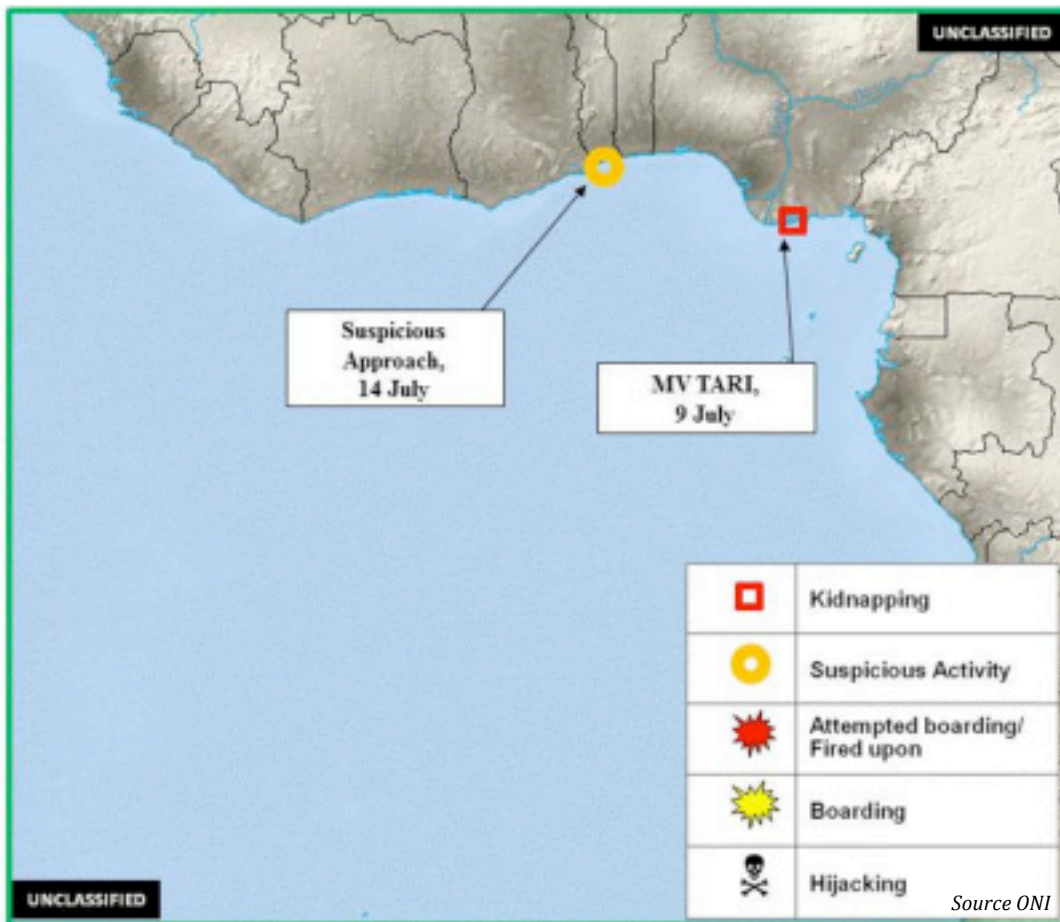 UNCLASSIFIED
Suspicious
Approach,
14 July
MV TARI,
9 July
Kidnapping
Suspicious Activity
Attempted boarding/
Fired upon
Boarding
Hijacking
UNCLASSIFIED
Source ONI